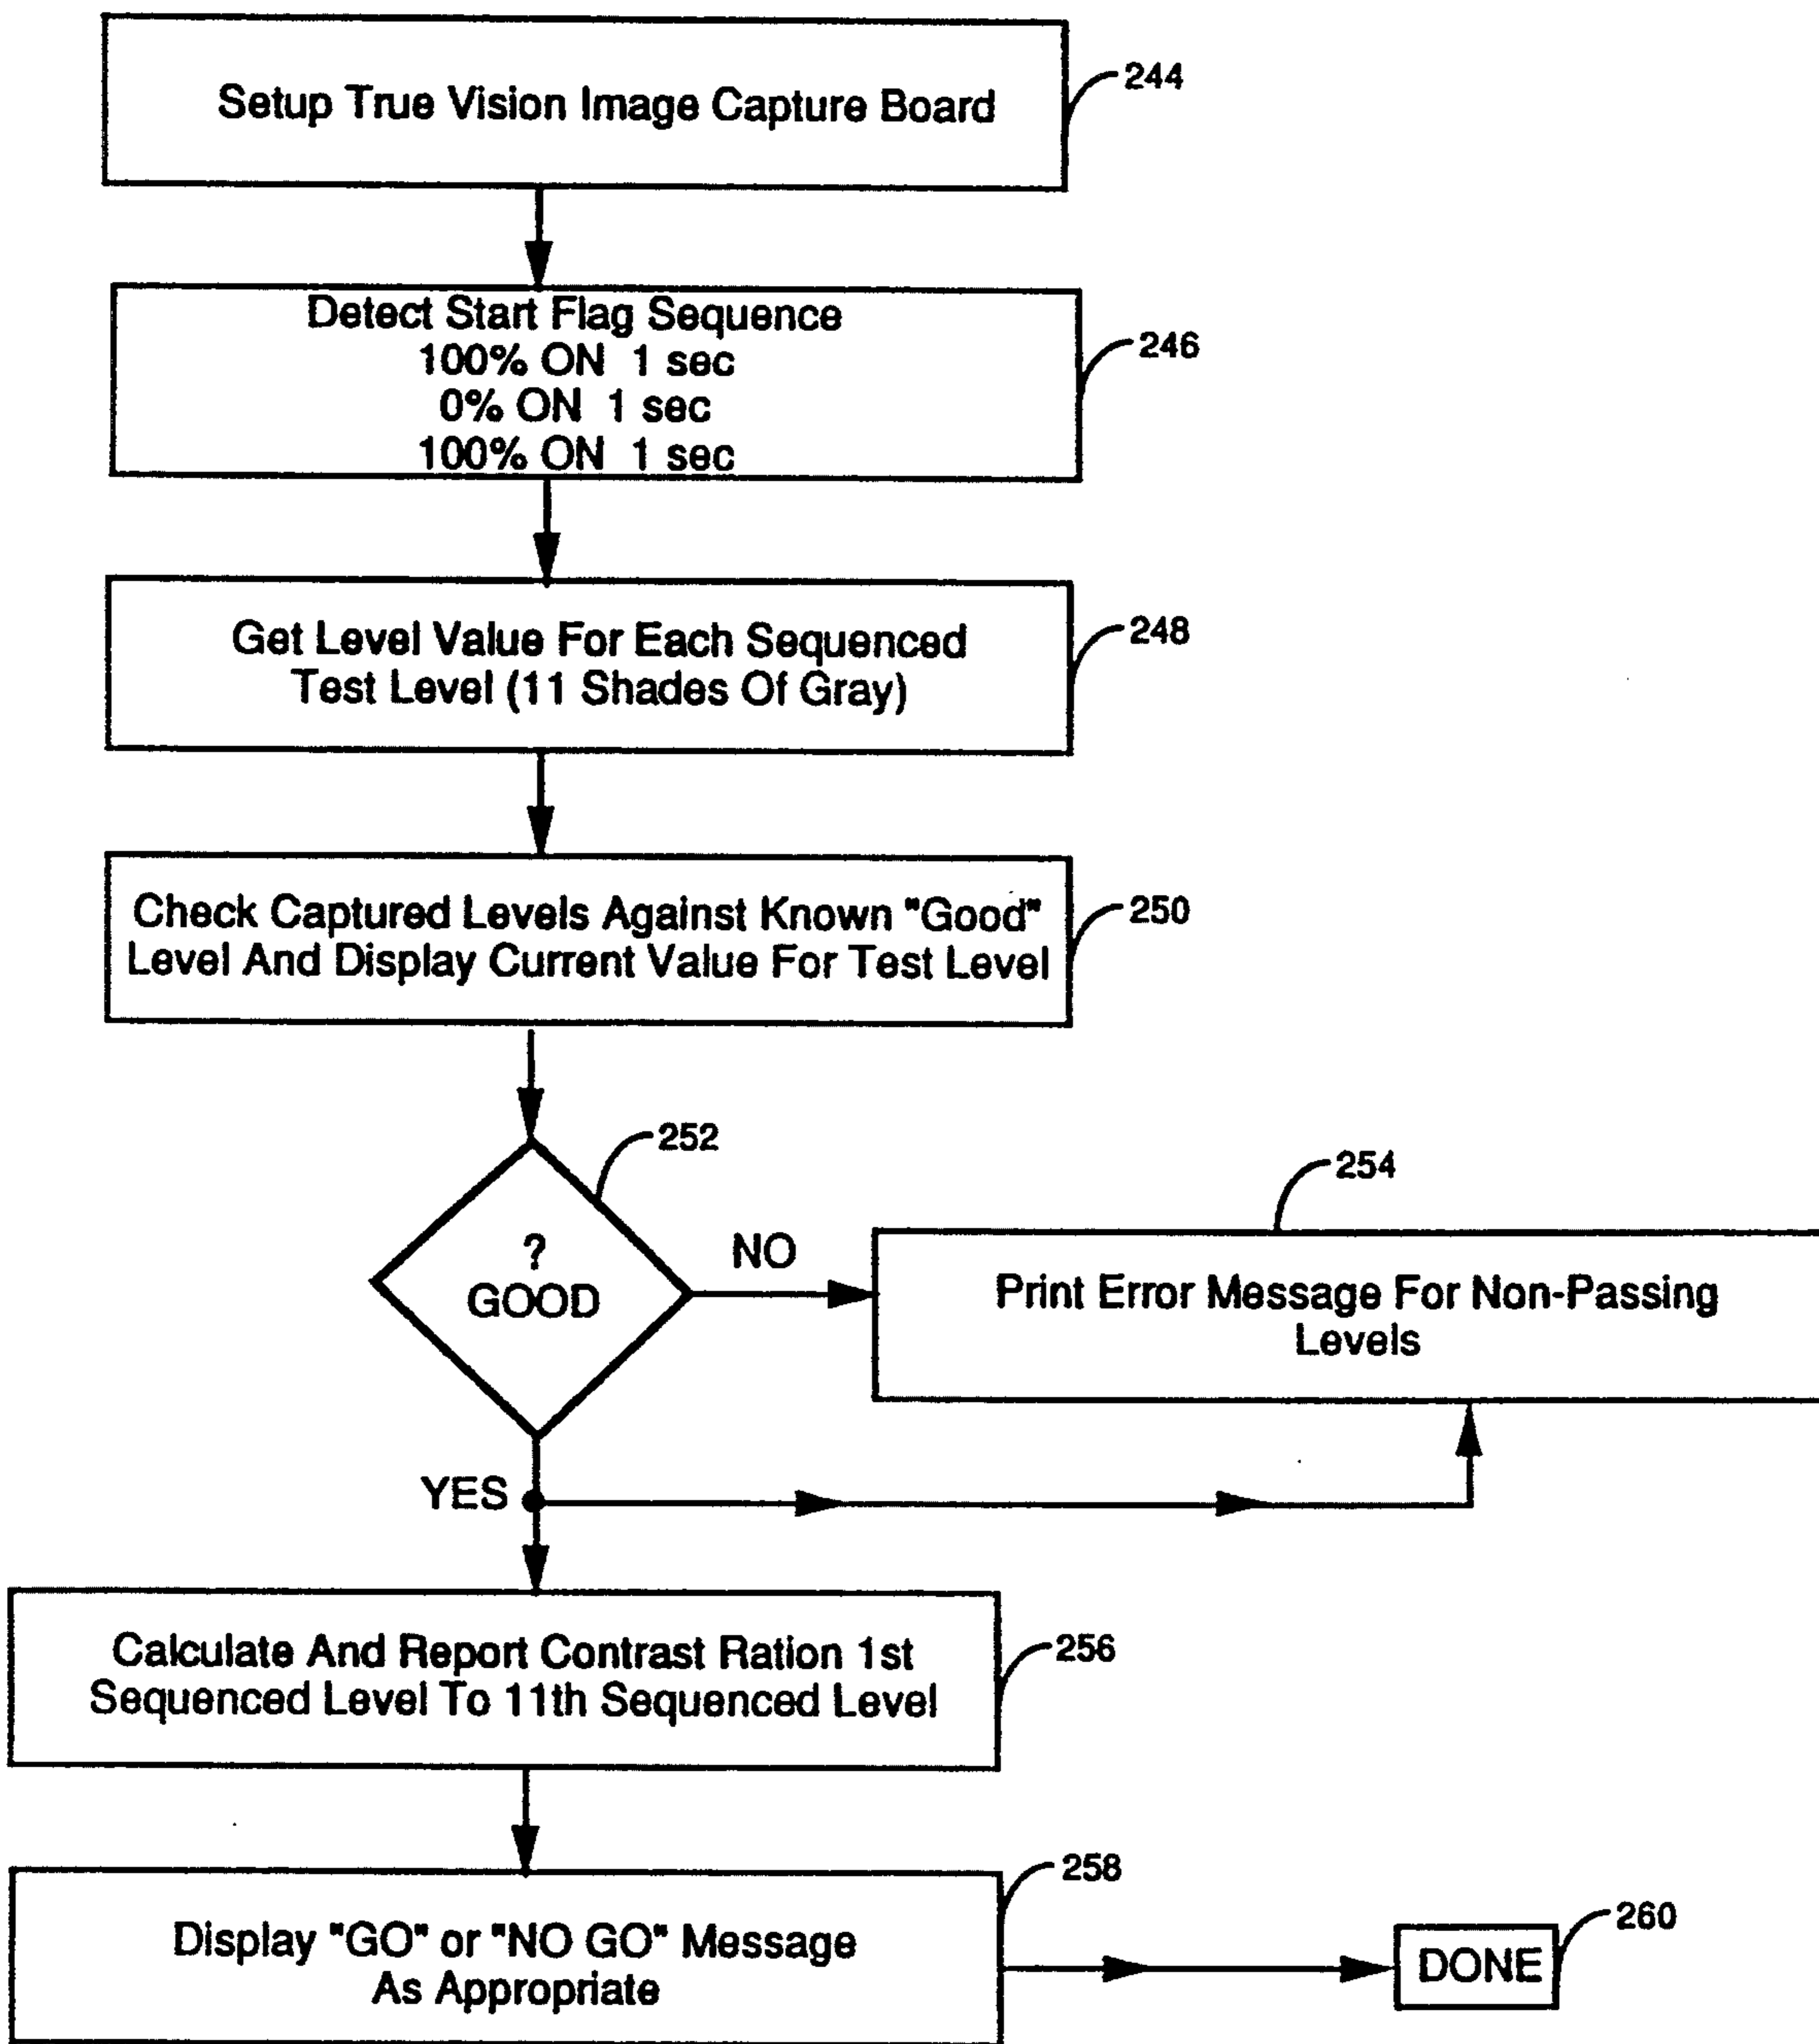 Setup True Vision Image Capture Board
244
Detect Start Flag Sequence
100% ON 1 sec
0% ON 1 sec
100% ON 1 sec
246
Get Level Value For Each Sequenced
Test Level (11 Shades Of Gray)
248
Check Captured Levels Against Known "Good"
Level And Display Current Value For Test Level
250
252
?
GOOD
NO
254
Print Error Message For Non-Passing
Levels
YES
Calculate And Report Contrast Ration 1st
Sequenced Level To 11th Sequenced Level
256
Display "GO" or "NO GO" Message
As Appropriate
258
DONE
260